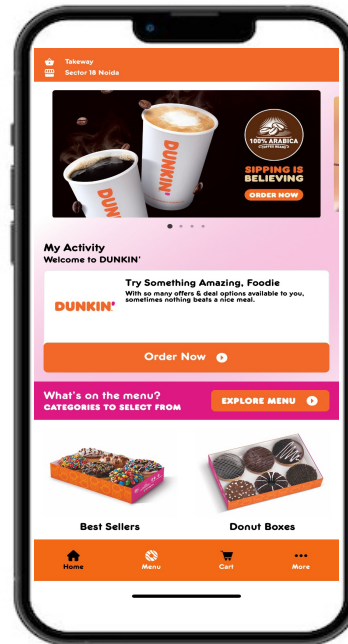 Takeway
Sector 18 Noida
DUNKIN'
DUNKIN'
100% ARABICA
COFFEE BEANS
SIPPING IS
BELIEVING
ORDER NOW
My Activity
Welcome to DUNKIN'
DUNKIN'
Try Something Amazing, Foodie
With so many offers & deal options available to you,
sometimes nothing beats a nice meal.
Order Now
What's on the menu?
CATEGORIES TO SELECT FROM
EXPLORE MENU
Best Sellers
Donut Boxes
Home
Menu
Cart
More